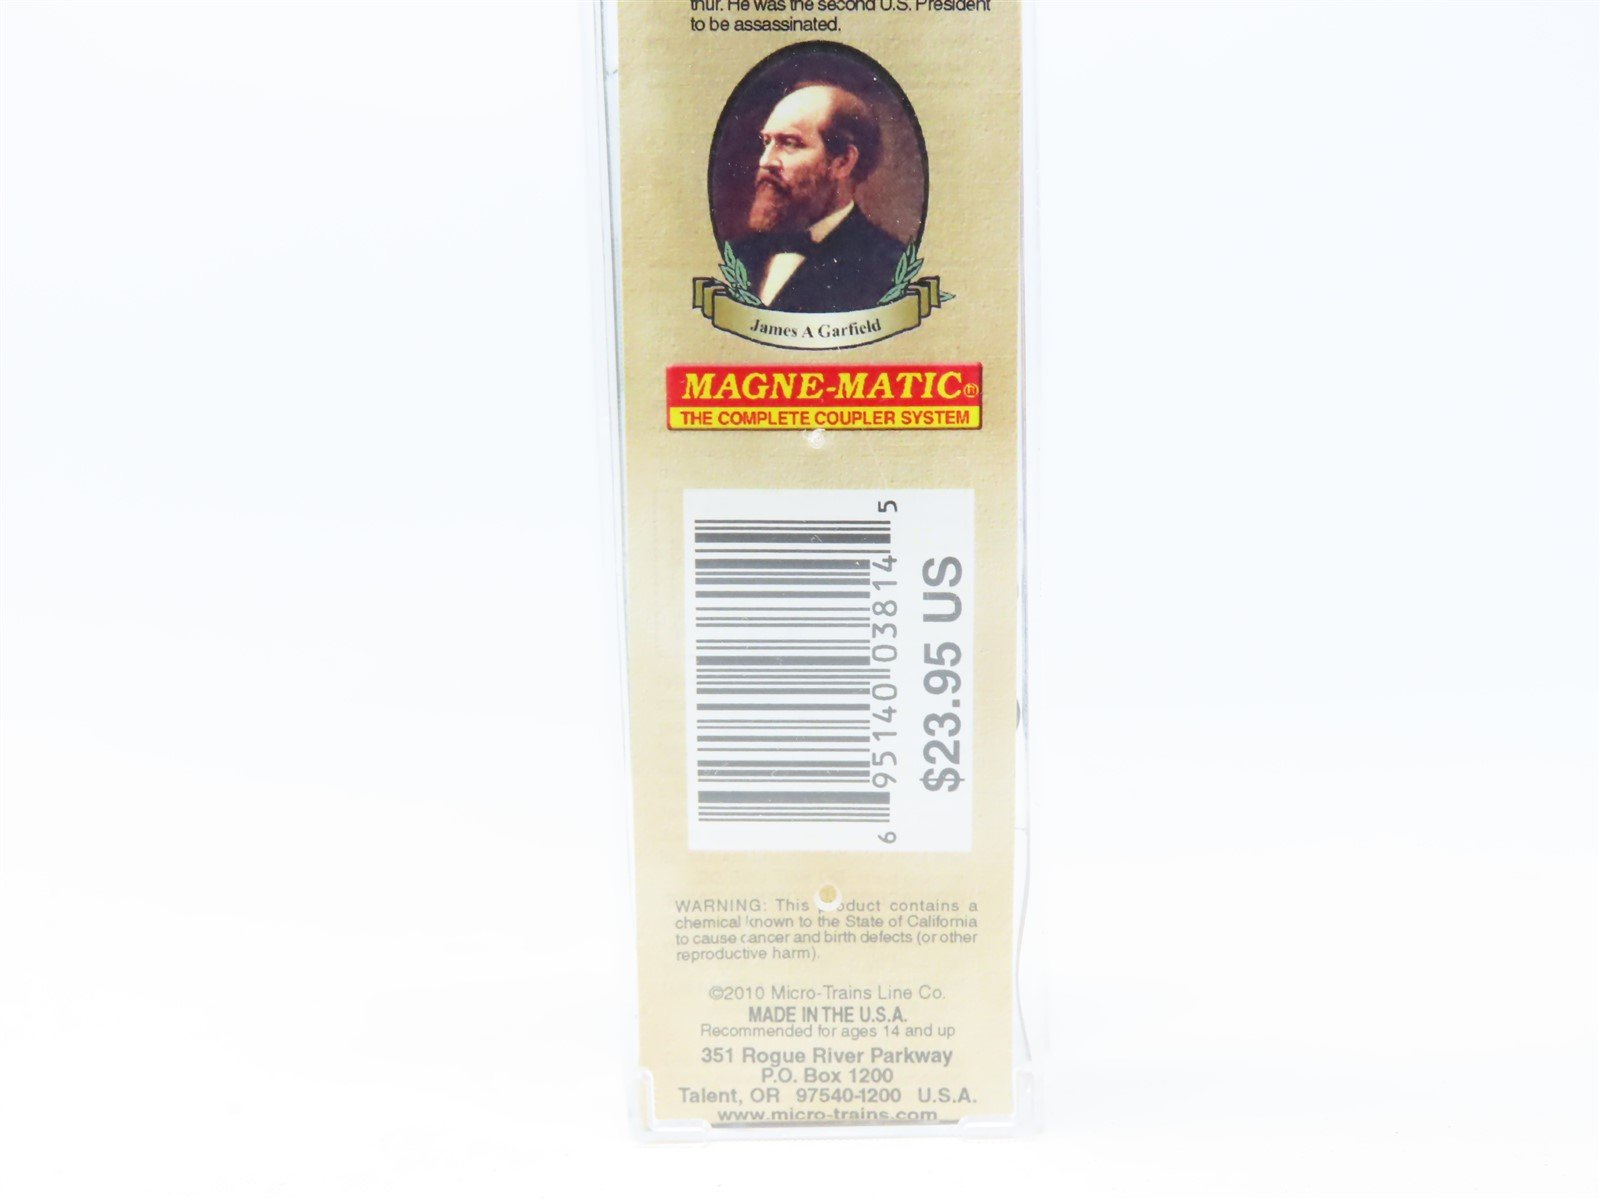 thur. He was the second U.S. President
to be assassinated.
James A Garfield
MAGNE-MATIC®
THE COMPLETE COUPLER SYSTEM
6 95140 03814 5
$23.95 US
WARNING: This product contains a
chemical known to the State of California
to cause cancer and birth defects (or other
reproductive harm).
©2010 Micro-Trains Line Co.
MADE IN THE U.S.A.
Recommended for ages 14 and up
351 Rogue River Parkway
P.O. Box 1200
Talent, OR 97540-1200 U.S.A.
www.micro-trains.com